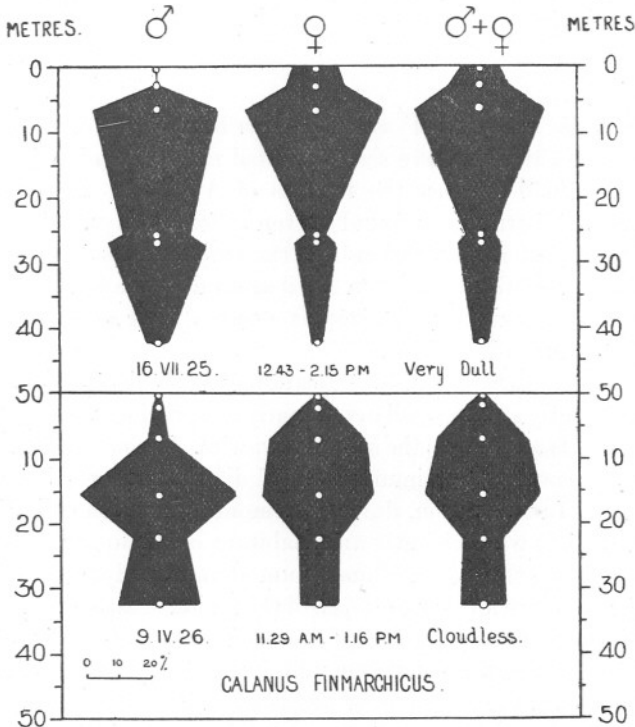 METRES. ♂ ♀ ♂+♀ METRES
0 0
10 10
20 20
30 30
40 40
16.VII.25. 12.43 - 2.15 P.M Very Dull
50 50
10 10
20 20
30 30
9.IV.26. 11.29 AM - 1.16 P.M Cloudless.
40 40
0 10 20%
CALANUS FINMARCHICUS.
50 50